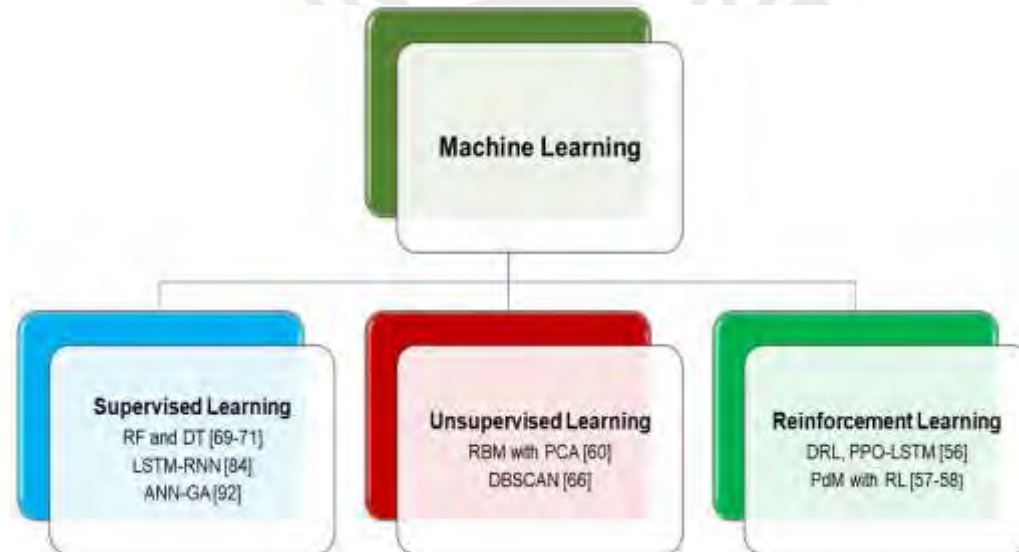 Machine Learning
Supervised Learning
RF and DT [69-71]
LSTM-RNN [84]
ANN-GA [92]
Unsupervised Learning
RBM with PCA [60]
DBSCAN [66]
Reinforcement Learning
DRL, PPO-LSTM [56]
PdM with RL [57-58]